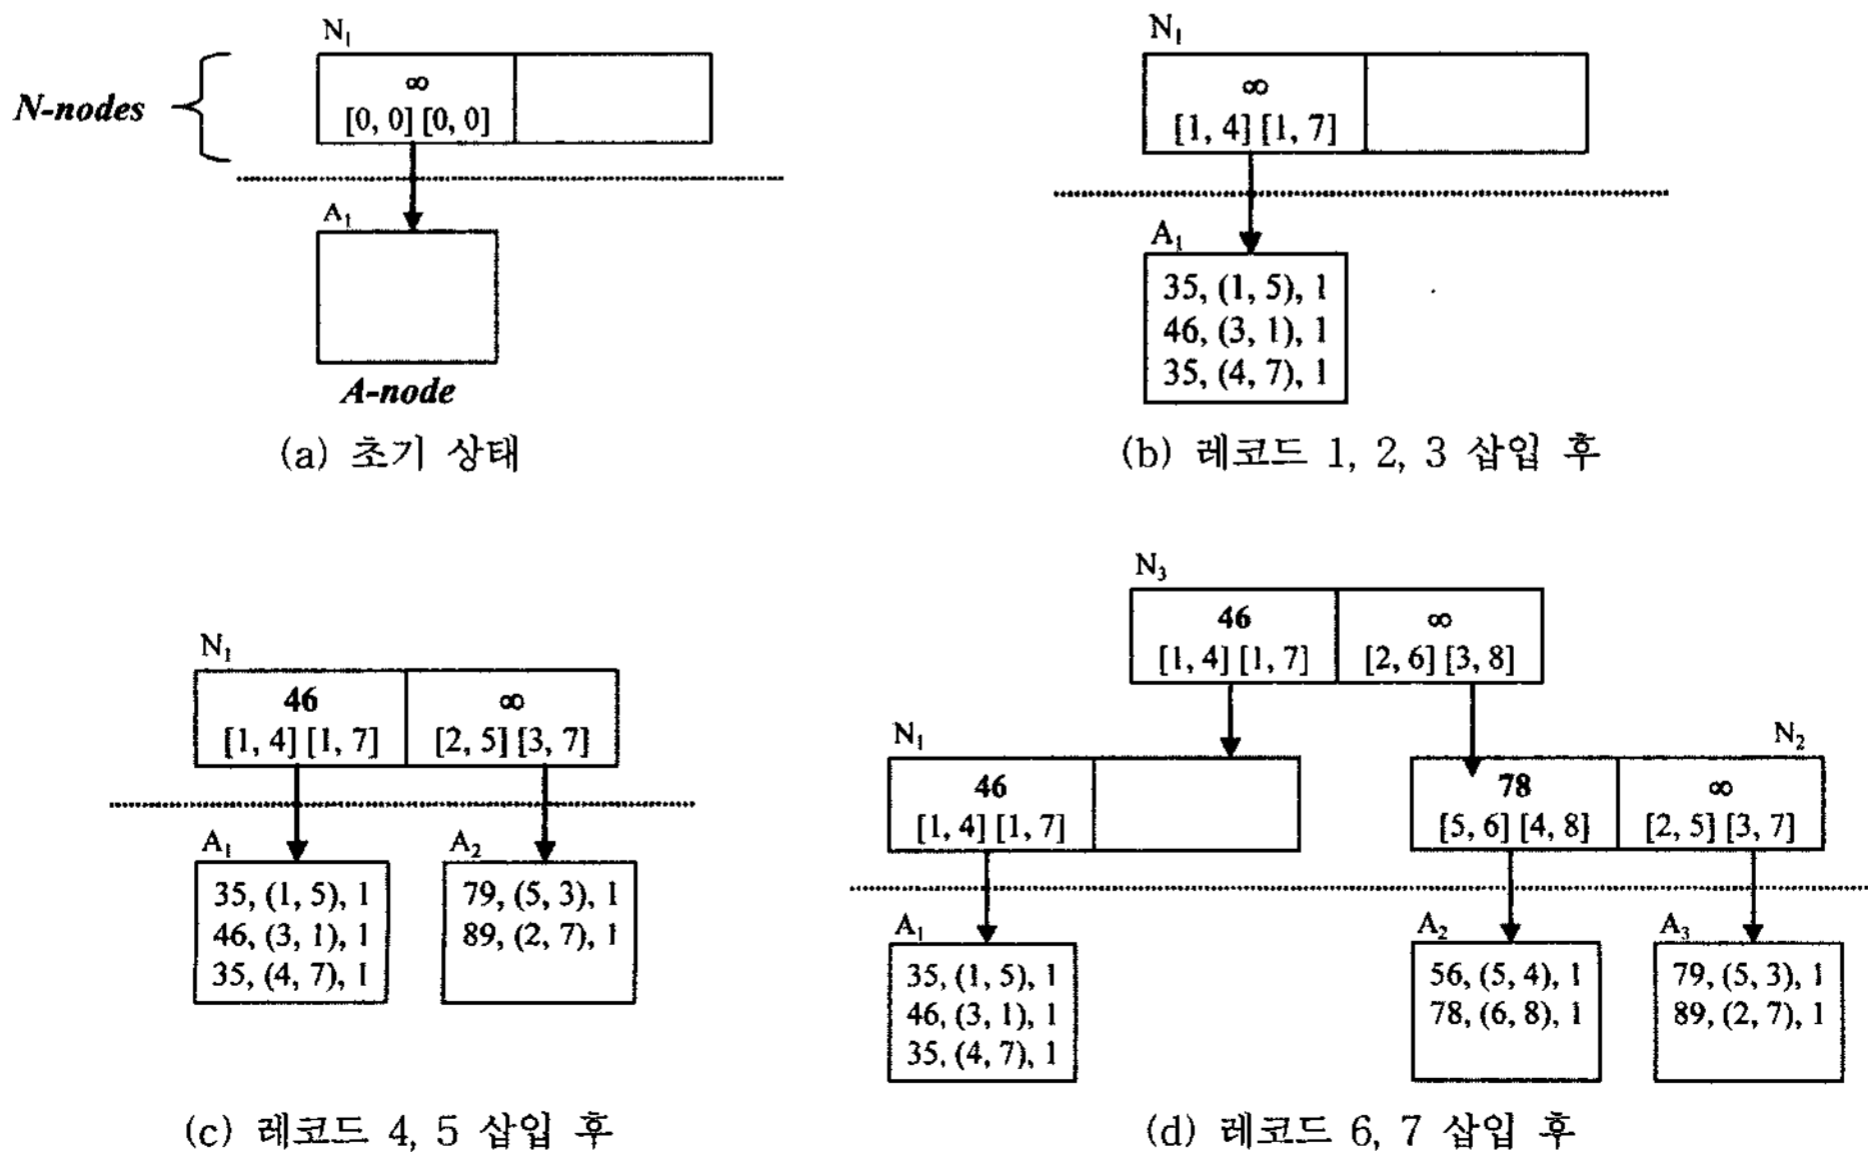 N₁
N-nodes
∞
[0, 0] [0, 0]
A₁
A-node
(a) 초기 상태
N₁
∞
[1, 4] [1, 7]
A₁
35, (1, 5), 1
46, (3, 1), 1
35, (4, 7), 1
(b) 레코드 1, 2, 3 삽입 후
N₁
46
[1, 4] [1, 7]
∞
[2, 5] [3, 7]
A₁
35, (1, 5), 1
46, (3, 1), 1
35, (4, 7), 1
A₂
79, (5, 3), 1
89, (2, 7), 1
(c) 레코드 4, 5 삽입 후
N₃
46
[1, 4] [1, 7]
∞
[2, 6] [3, 8]
N₁
46
[1, 4] [1, 7]
N₂
78
[5, 6] [4, 8]
∞
[2, 5] [3, 7]
A₁
35, (1, 5), 1
46, (3, 1), 1
35, (4, 7), 1
A₂
56, (5, 4), 1
78, (6, 8), 1
A₃
79, (5, 3), 1
89, (2, 7), 1
(d) 레코드 6, 7 삽입 후